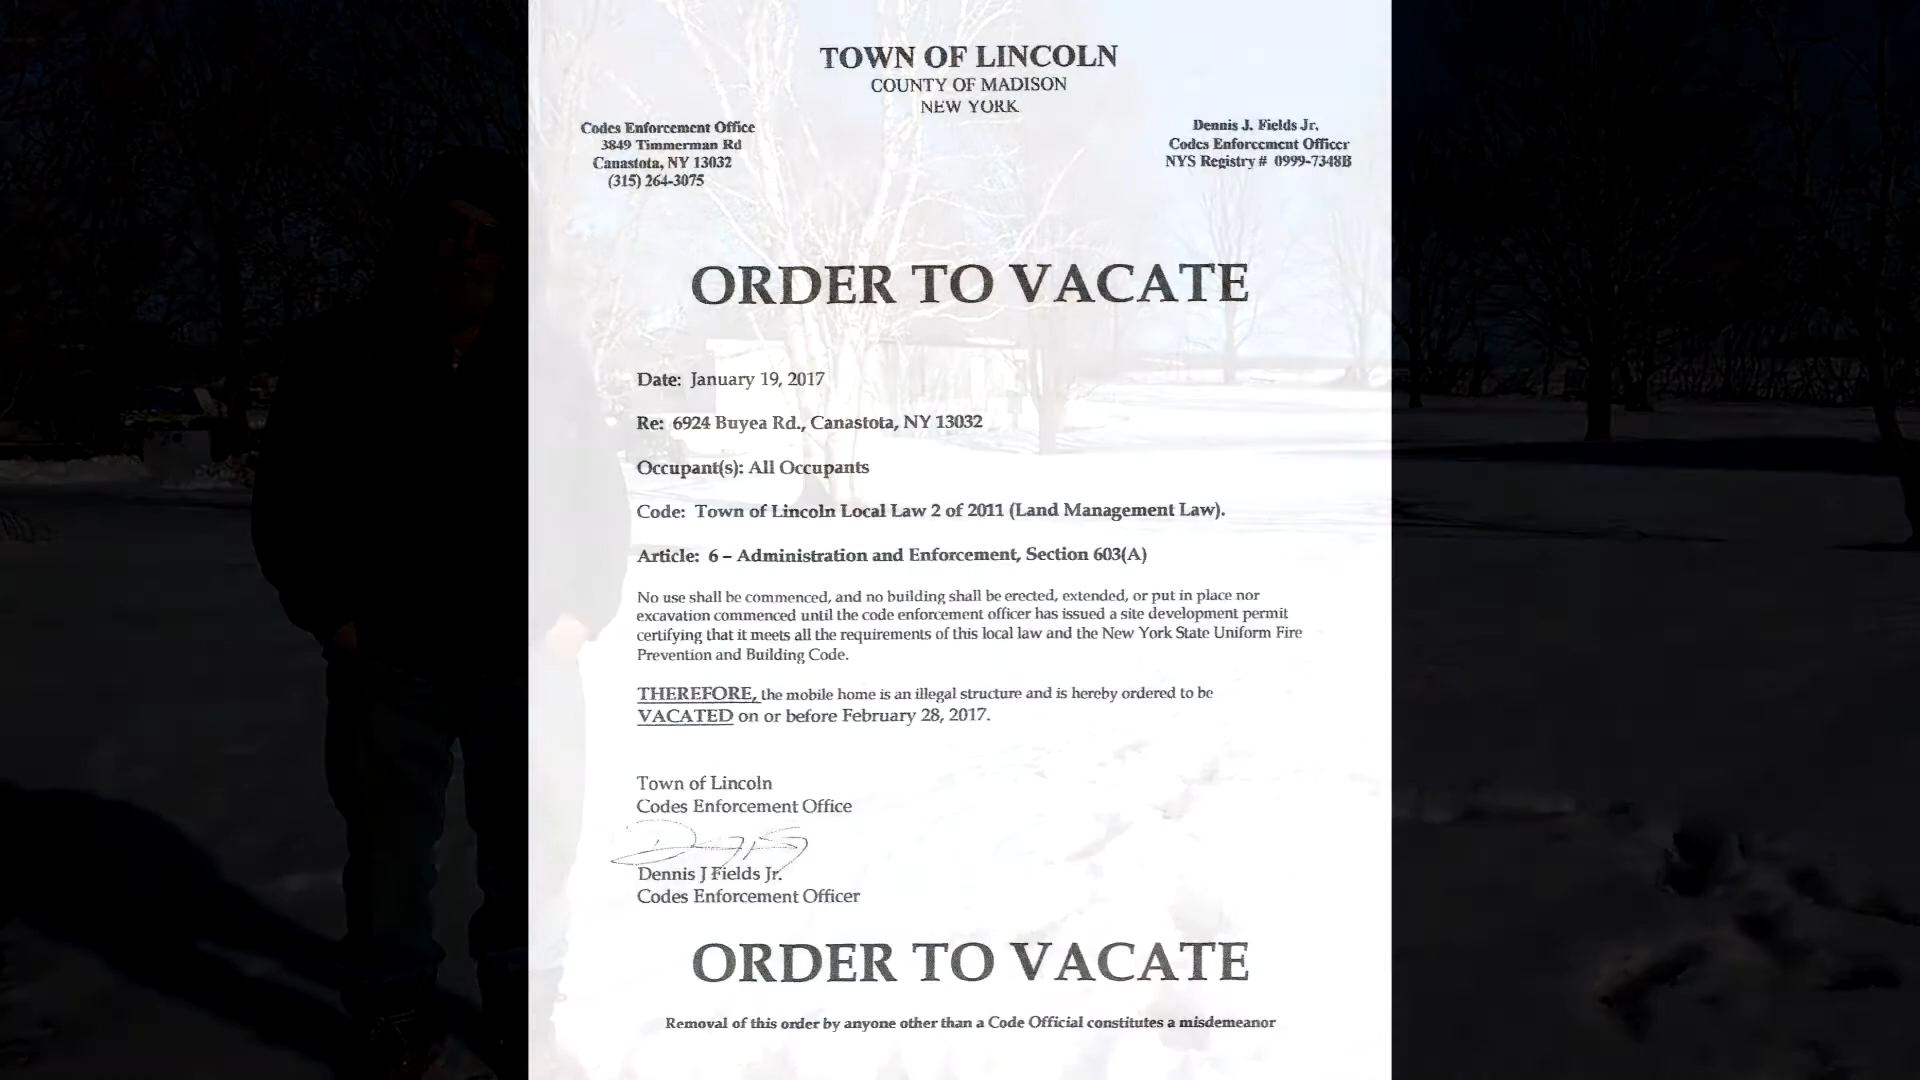 TOWN OF LINCOLN
COUNTY OF MADISON
NEW YORK
Codes Enforcement Office
3849 Timmerman Rd
Canastota, NY 13032
(315) 264-3075
Dennis J. Fields Jr.
Codes Enforcement Officer
NYS Registry # 0999-7348B
ORDER TO VACATE
Date: January 19, 2017
Re: 6924 Buyea Rd., Canastota, NY 13032
Occupant(s): All Occupants
Code: Town of Lincoln Local Law 2 of 2011 (Land Management Law).
Article: 6 – Administration and Enforcement, Section 603(A)
No use shall be commenced, and no building shall be erected, extended, or put in place nor
excavation commenced until the code enforcement officer has issued a site development permit
certifying that it meets all the requirements of this local law and the New York State Uniform Fire
Prevention and Building Code.
THEREFORE, the mobile home is an illegal structure and is hereby ordered to be
VACATED on or before February 28, 2017.
Town of Lincoln
Codes Enforcement Office
Dennis J Fields Jr.
Codes Enforcement Officer
ORDER TO VACATE
Removal of this order by anyone other than a Code Official constitutes a misdemeanor